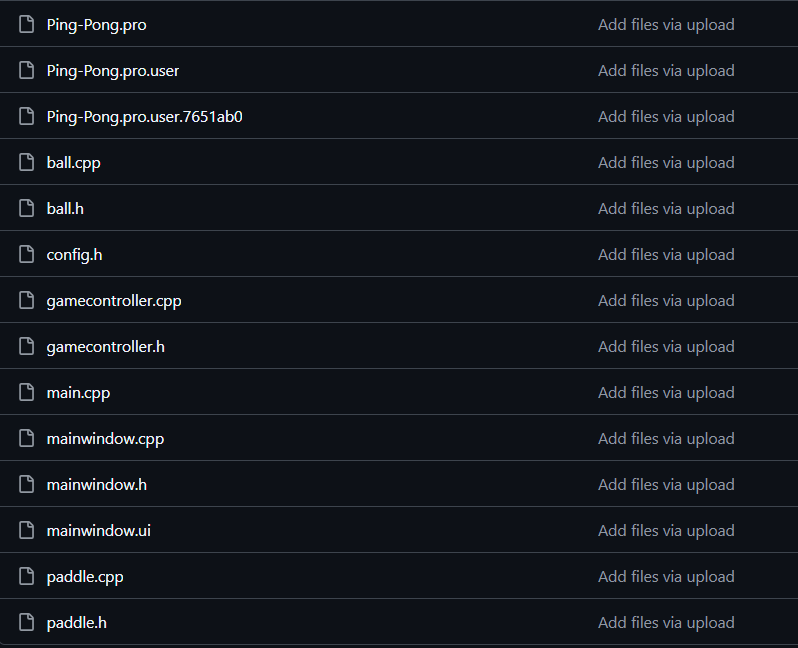 Ping-Pong.pro Add files via upload
Ping-Pong.pro.user Add files via upload
Ping-Pong.pro.user.7651ab0 Add files via upload
ball.cpp Add files via upload
ball.h Add files via upload
config.h Add files via upload
gamecontroller.cpp Add files via upload
gamecontroller.h Add files via upload
main.cpp Add files via upload
mainwindow.cpp Add files via upload
mainwindow.h Add files via upload
mainwindow.ui Add files via upload
paddle.cpp Add files via upload
paddle.h Add files via upload